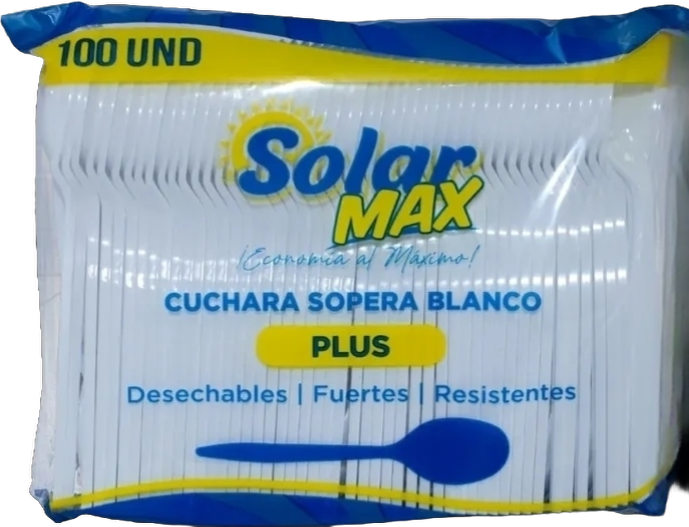 100 UND
Solar
MAX
¡Economía al Máximo!
CUCHARA SOPERA BLANCO
PLUS
Desechables | Fuertes | Resistentes